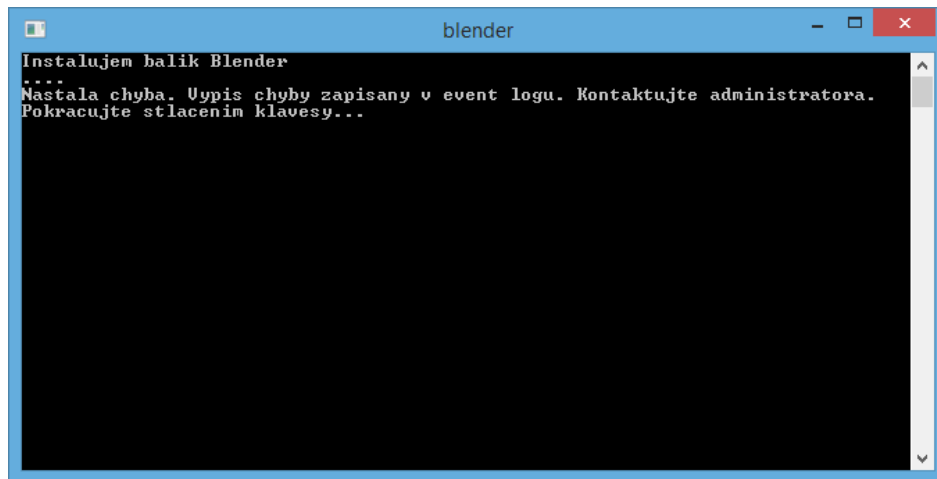 blender
Instalujem balik Blender
....
Nastala chyba. Vypis chyby zapisany v event logu. Kontaktujte administratora.
Pokracujte stlacenim klavesy...